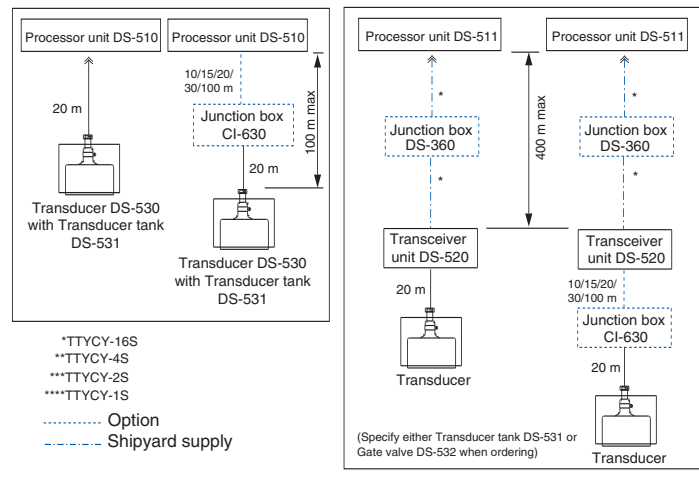 Processor unit DS-510
Processor unit DS-510
10/15/20/
30/100 m
20 m
Junction box
CI-630
100 m max
20 m
Transducer DS-530
with Transducer tank
DS-531
Transducer DS-530
with Transducer tank
DS-531
*TTYCY-16S
**TTYCY-4S
***TTYCY-2S
****TTYCY-1S
Option
Shipyard supply
Processor unit DS-511
Processor unit DS-511
*
*
Junction box
DS-360
400 m max
Junction box
DS-360
*
*
Transceiver
unit DS-520
Transceiver
unit DS-520
20 m
10/15/20/
30/100 m
Junction box
CI-630
Transducer
20 m
(Specify either Transducer tank DS-531 or
Gate valve DS-532 when ordering)
Transducer